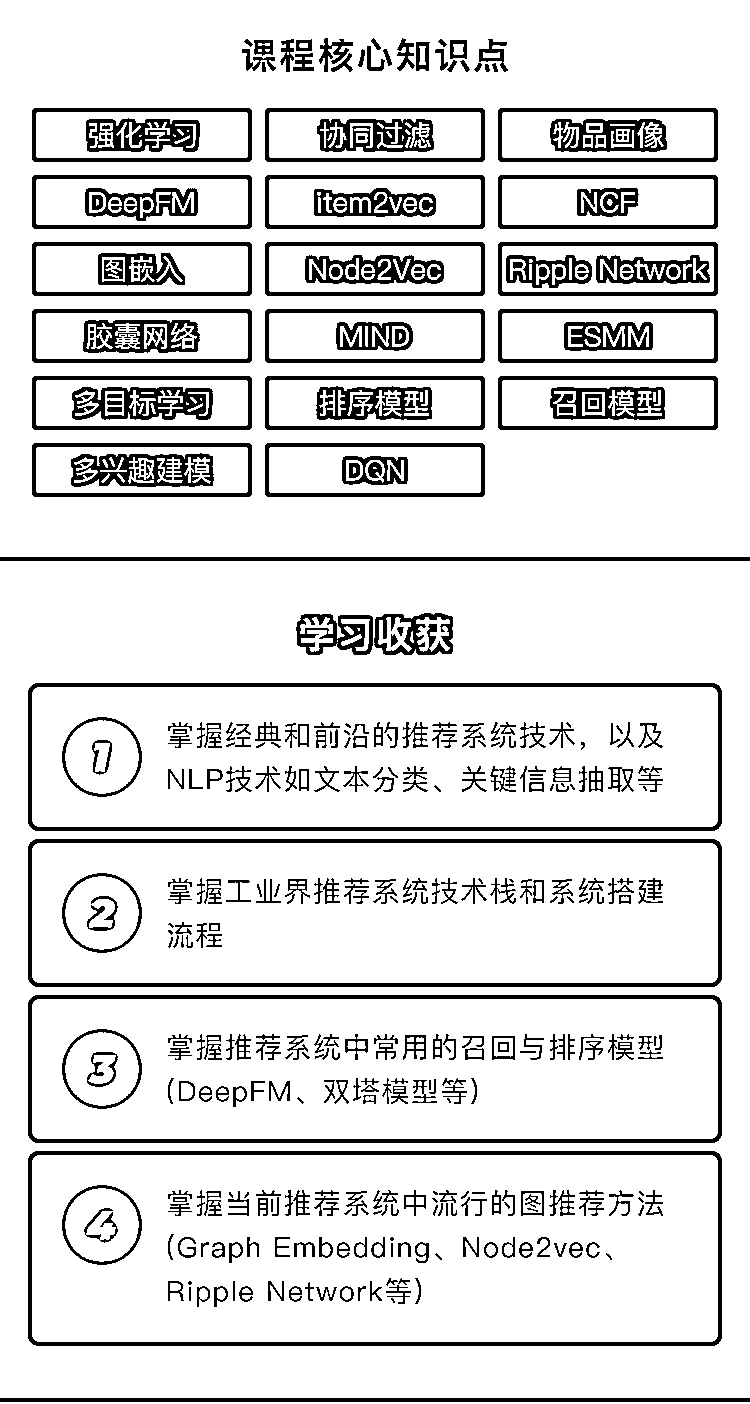 课程核心知识点
强化学习 协同过滤 物品画像
DeepFM item2vec NCF
图嵌入 Node2Vec Ripple Network
胶囊网络 MIND ESMM
多目标学习 排序模型 召回模型
多兴趣建模 DQN
学习收获
1
掌握经典和前沿的推荐系统技术，以及
NLP技术如文本分类、关键信息抽取等
2
掌握工业界推荐系统技术栈和系统搭建
流程
3
掌握推荐系统中常用的召回与排序模型
(DeepFM、双塔模型等)
4
掌握当前推荐系统中流行的图推荐方法
(Graph Embedding、Node2vec、
Ripple Network等)